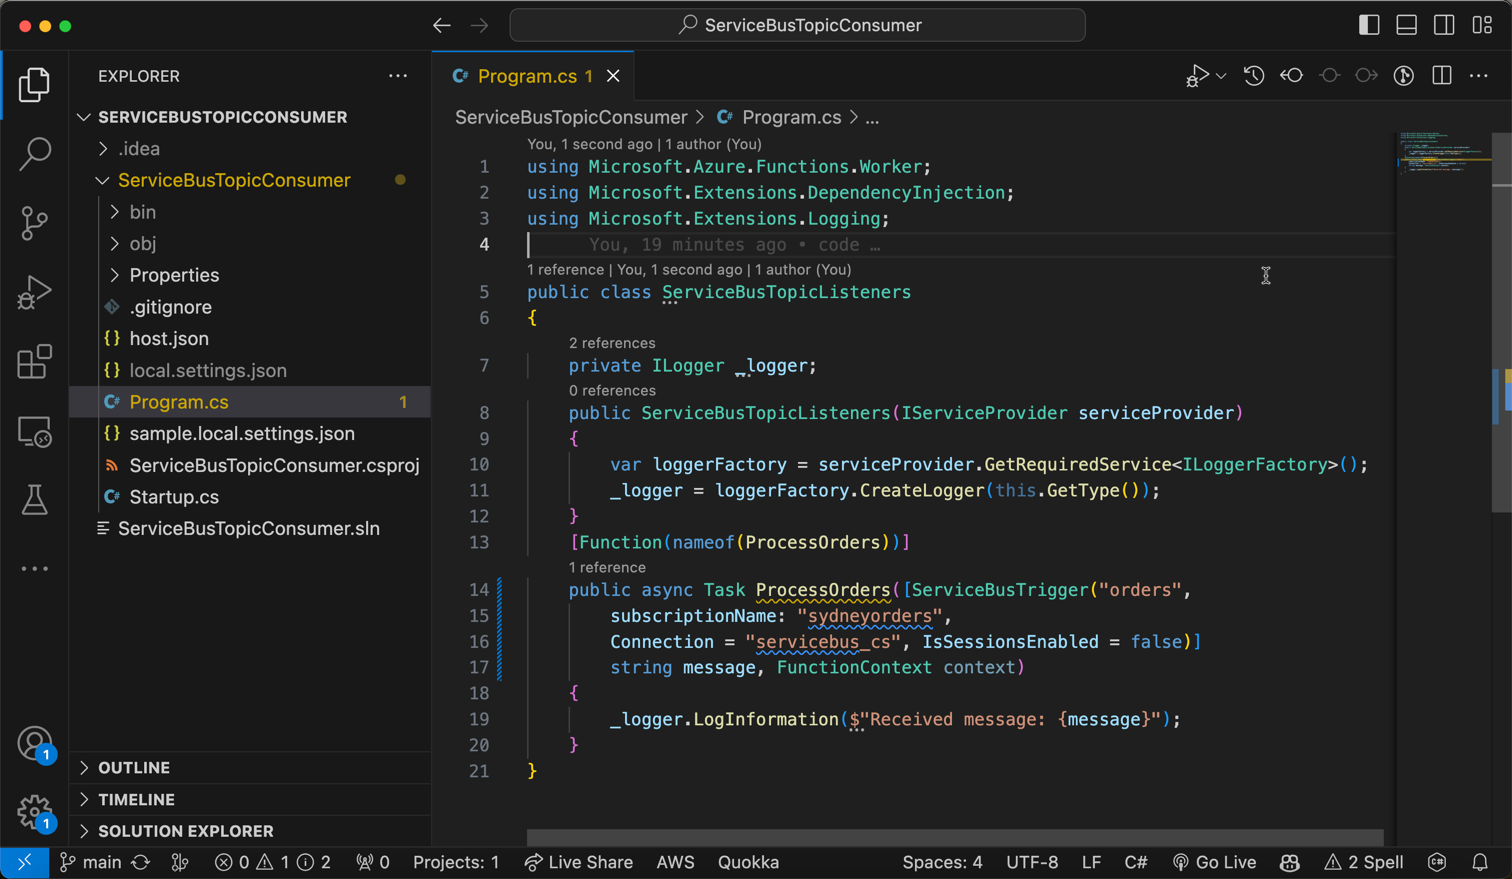 ServiceBusTopicConsumer
EXPLORER
SERVICEBUSTOPICCONSUMER
.idea
ServiceBusTopicConsumer
bin
obj
Properties
.gitignore
{} host.json
{} local.settings.json
C# Program.cs 1
{} sample.local.settings.json
ServiceBusTopicConsumer.csproj
C# Startup.cs
ServiceBusTopicConsumer.sln
OUTLINE
TIMELINE
SOLUTION EXPLORER
1
1
C# Program.cs 1
ServiceBusTopicConsumer > C# Program.cs > ...
You, 1 second ago | 1 author (You)
1 using Microsoft.Azure.Functions.Worker;
2 using Microsoft.Extensions.DependencyInjection;
3 using Microsoft.Extensions.Logging;
4 You, 19 minutes ago • code …
1 reference | You, 1 second ago | 1 author (You)
5 public class ServiceBusTopicListeners
6 {
2 references
7 private ILogger _logger;
0 references
8 public ServiceBusTopicListeners(IServiceProvider serviceProvider)
9 {
10 var loggerFactory = serviceProvider.GetRequiredService<ILoggerFactory>();
11 _logger = loggerFactory.CreateLogger(this.GetType());
12 }
13 [Function(nameof(ProcessOrders))]
1 reference
14 public async Task ProcessOrders([ServiceBusTrigger("orders",
15 subscriptionName: "sydneyorders",
16 Connection = "servicebus_cs", IsSessionsEnabled = false)]
17 string message, FunctionContext context)
18 {
19 _logger.LogInformation($"Received message: {message}");
20 }
21 }
main 0 1 2 0 Projects: 1 Live Share AWS Quokka Spaces: 4 UTF-8 LF C# Go Live 2 Spell